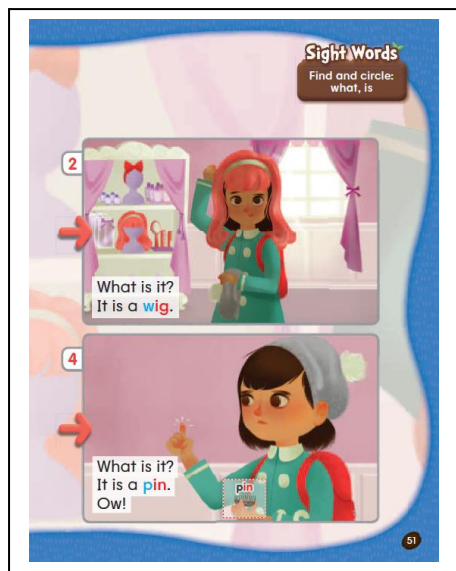 Sight Words
Find and circle:
what, is
2
What is it?
It is a wig.
4
What is it?
It is a pin.
Ow!
pin
51